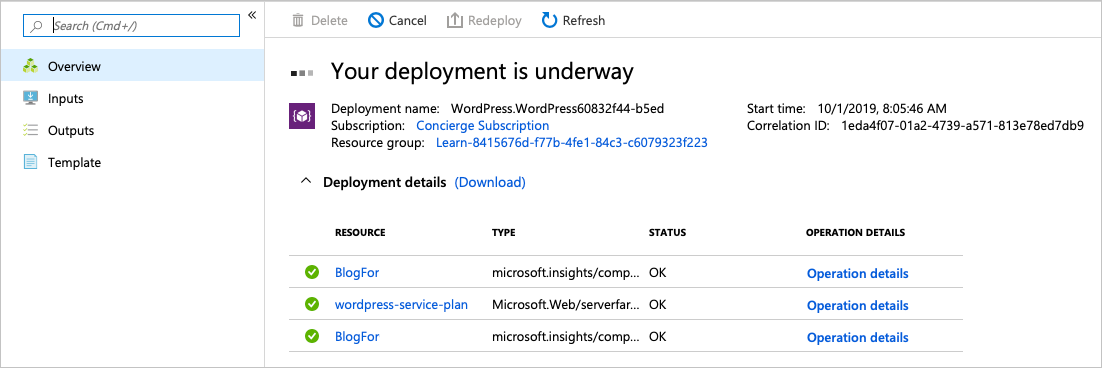 Search (Cmd+/)
«
Overview
Inputs
Outputs
Template
Delete Cancel Redeploy Refresh
Your deployment is underway
Deployment name: WordPress.WordPress60832f44-b5ed Start time: 10/1/2019, 8:05:46 AM
Subscription: Concierge Subscription Correlation ID: 1eda4f07-01a2-4739-a571-813e78ed7db9
Resource group: Learn-8415676d-f77b-4fe1-84c3-c6079323f223
Deployment details (Download)
RESOURCE TYPE STATUS OPERATION DETAILS
BlogFor microsoft.insights/comp... OK Operation details
wordpress-service-plan Microsoft.Web/serverfar... OK Operation details
BlogFor microsoft.insights/comp... OK Operation details